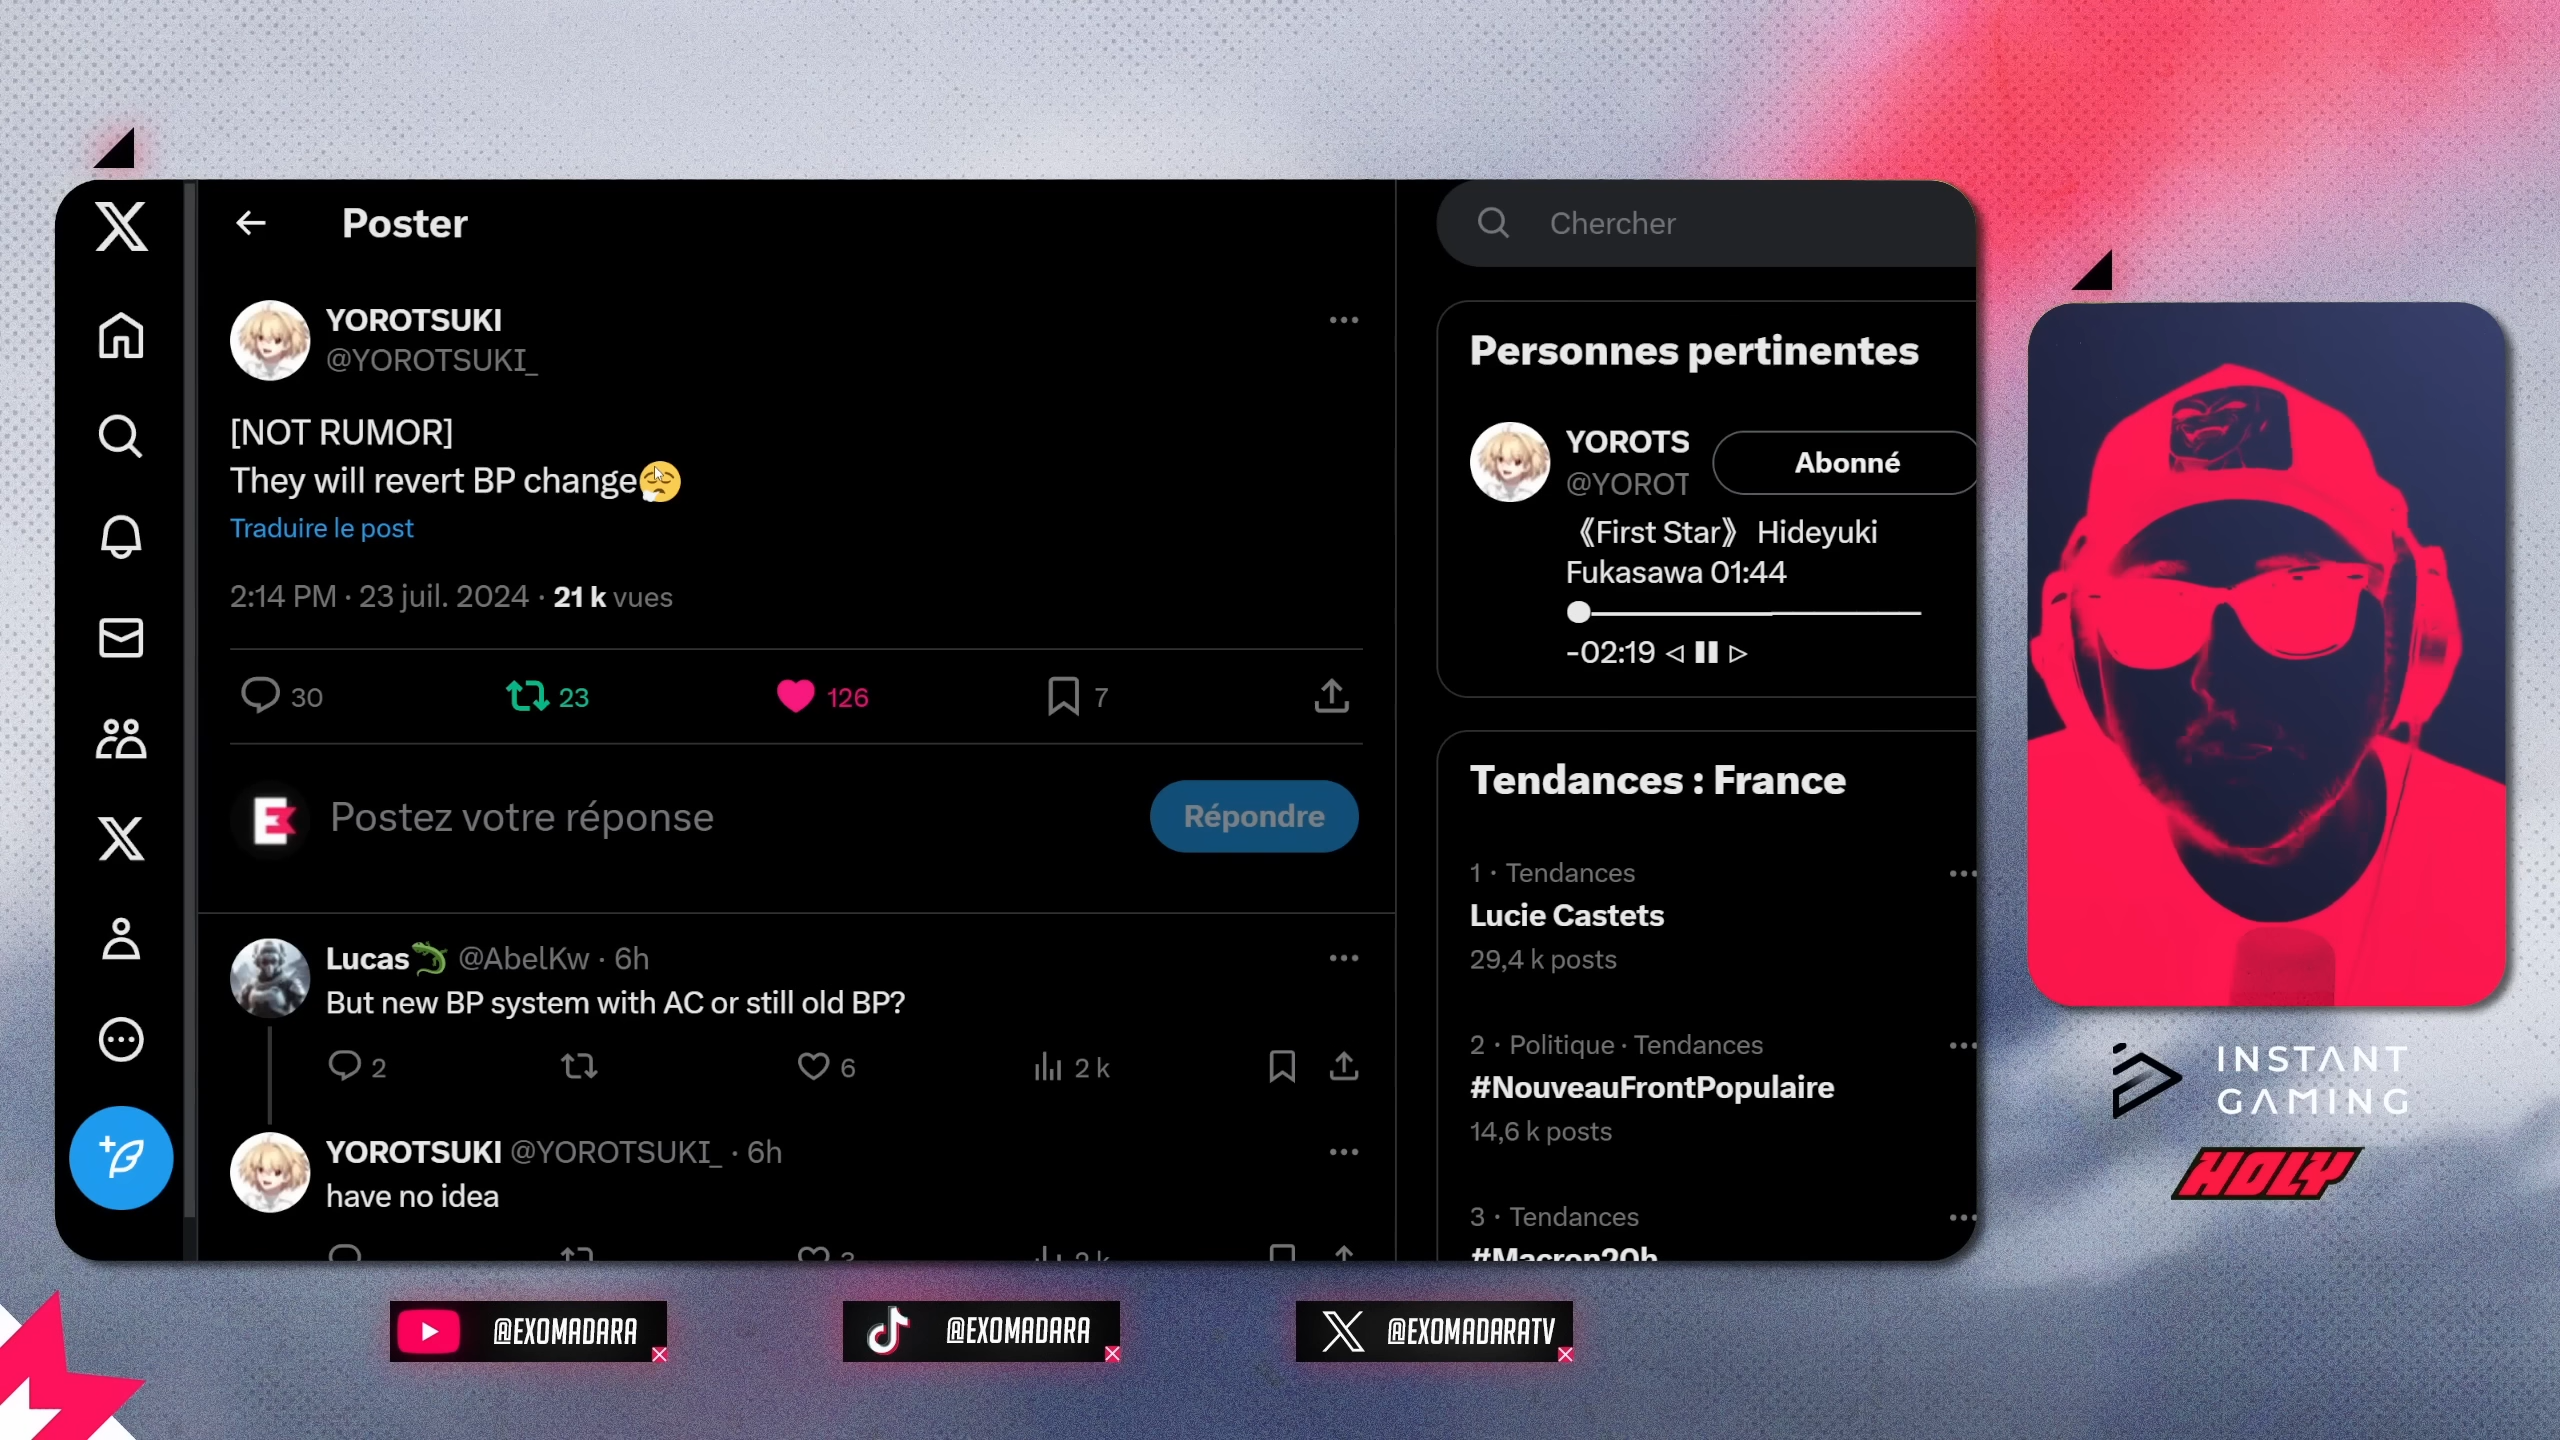 Poster
YOROTSUKI
@YOROTSUKI_
[NOT RUMOR]
They will revert BP change😮‍💨
Traduire le post
2:14 PM · 23 juil. 2024 · 21 k vues
30
23
126
7
Postez votre réponse
Répondre
Lucas🦎 @AbelKw · 6h
But new BP system with AC or still old BP?
2
6
2 k
YOROTSUKI @YOROTSUKI_ · 6h
have no idea
3
2 k
Chercher
Personnes pertinentes
YOROTS
@YOROT
Abonné
《First Star》 Hideyuki
Fukasawa 01:44
-02:19 ◁ ▐▐ ▷
Tendances : France
1 · Tendances
Lucie Castets
29,4 k posts
2 · Politique · Tendances
#NouveauFrontPopulaire
14,6 k posts
3 · Tendances
#Macron20h
INSTANT
GAMING
HOLY
@EXOMADARA
@EXOMADARA
@EXOMADARATV